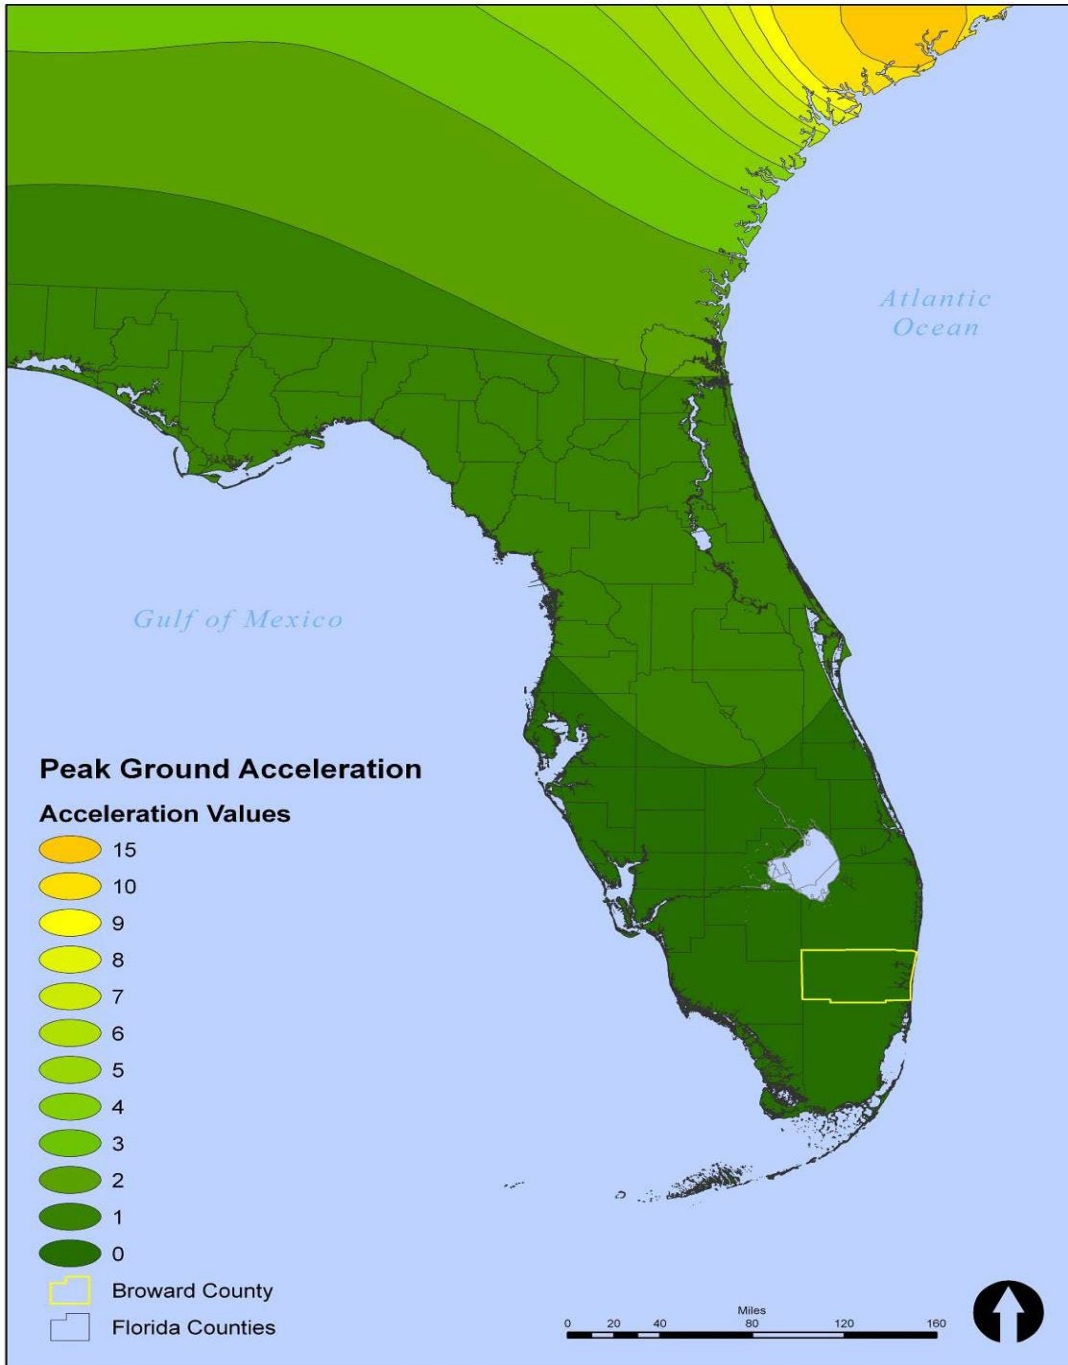 Atlantic
Ocean
Gulf of Mexico
Peak Ground Acceleration
Acceleration Values
15
10
9
8
7
6
5
4
3
2
1
0
Broward County
Florida Counties
Miles
0 20 40 80 120 160